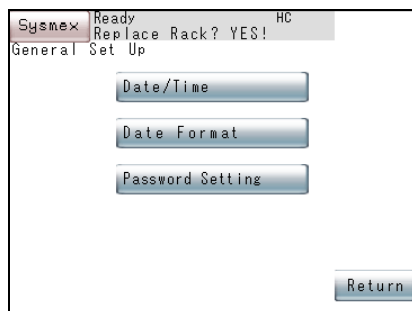 Sysmex Ready HC
Replace Rack? YES!
General Set Up
Date/Time
Date Format
Password Setting
Return